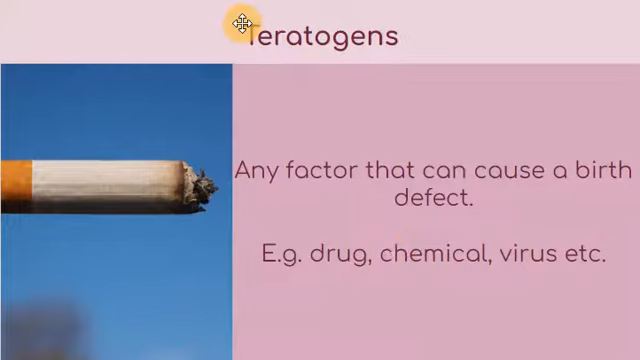 Teratogens
Any factor that can cause a birth
defect.
E.g. drug, chemical, virus etc.